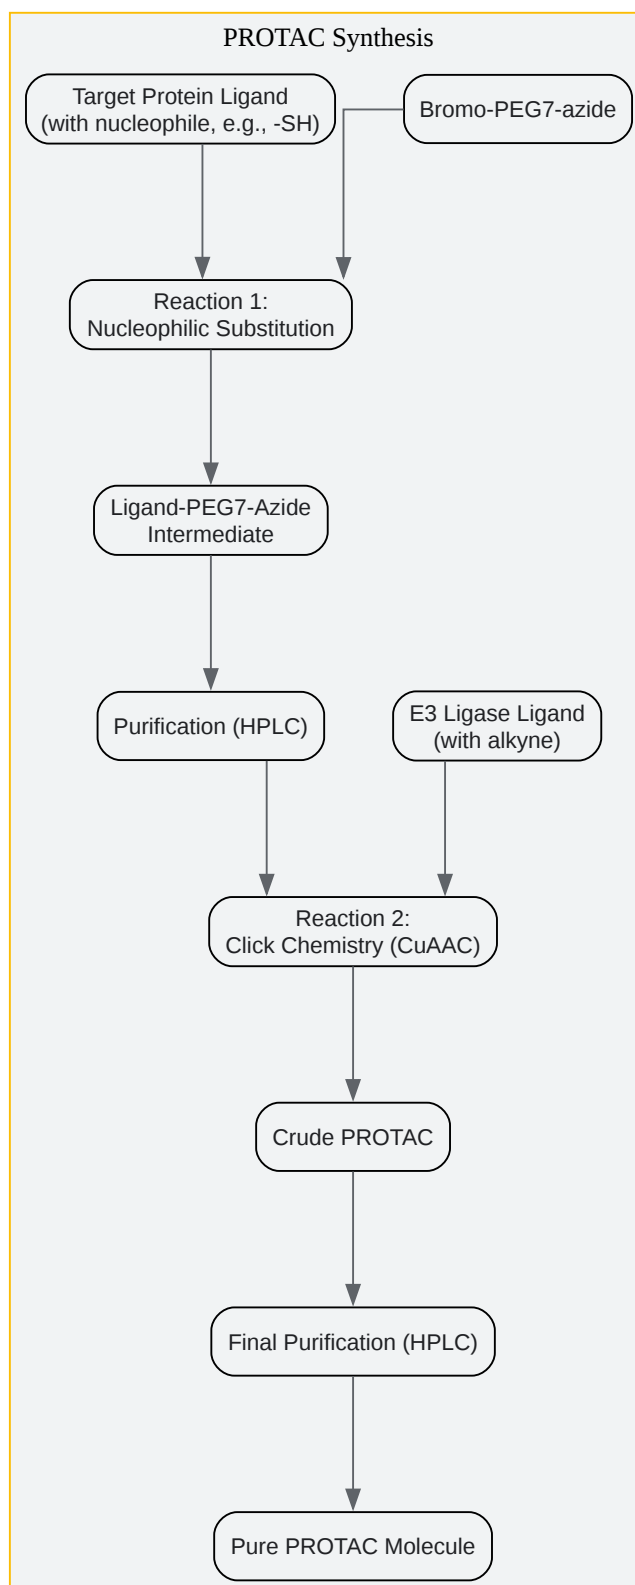 PROTAC Synthesis
Target Protein Ligand
(with nucleophile, e.g., -SH)
Bromo-PEG7-azide
Reaction 1:
Nucleophilic Substitution
Ligand-PEG7-Azide
Intermediate
Purification (HPLC)
E3 Ligase Ligand
(with alkyne)
Reaction 2:
Click Chemistry (CuAAC)
Crude PROTAC
Final Purification (HPLC)
Pure PROTAC Molecule